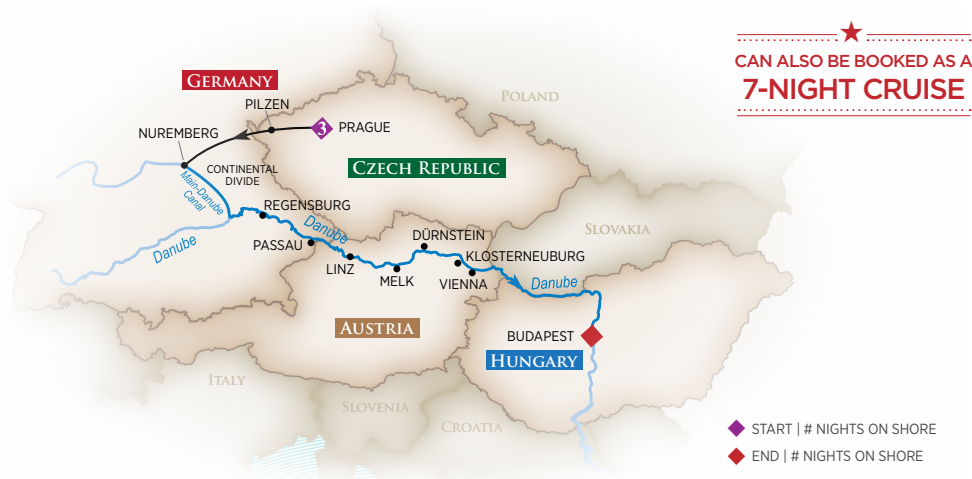 CAN ALSO BE BOOKED AS A
7-NIGHT CRUISE
GERMANY
POLAND
PILZEN
3
PRAGUE
NUREMBERG
CONTINENTAL
DIVIDE
CZECH REPUBLIC
Main-Danube
Canal
REGENSBURG
Danube
Danube
PASSAU
LINZ
MELK
DÜRNSTEIN
KLOSTERNEUBURG
VIENNA
SLOVAKIA
Danube
AUSTRIA
BUDAPEST
HUNGARY
ITALY
SLOVENIA
CROATIA
START | # NIGHTS ON SHORE
END | # NIGHTS ON SHORE